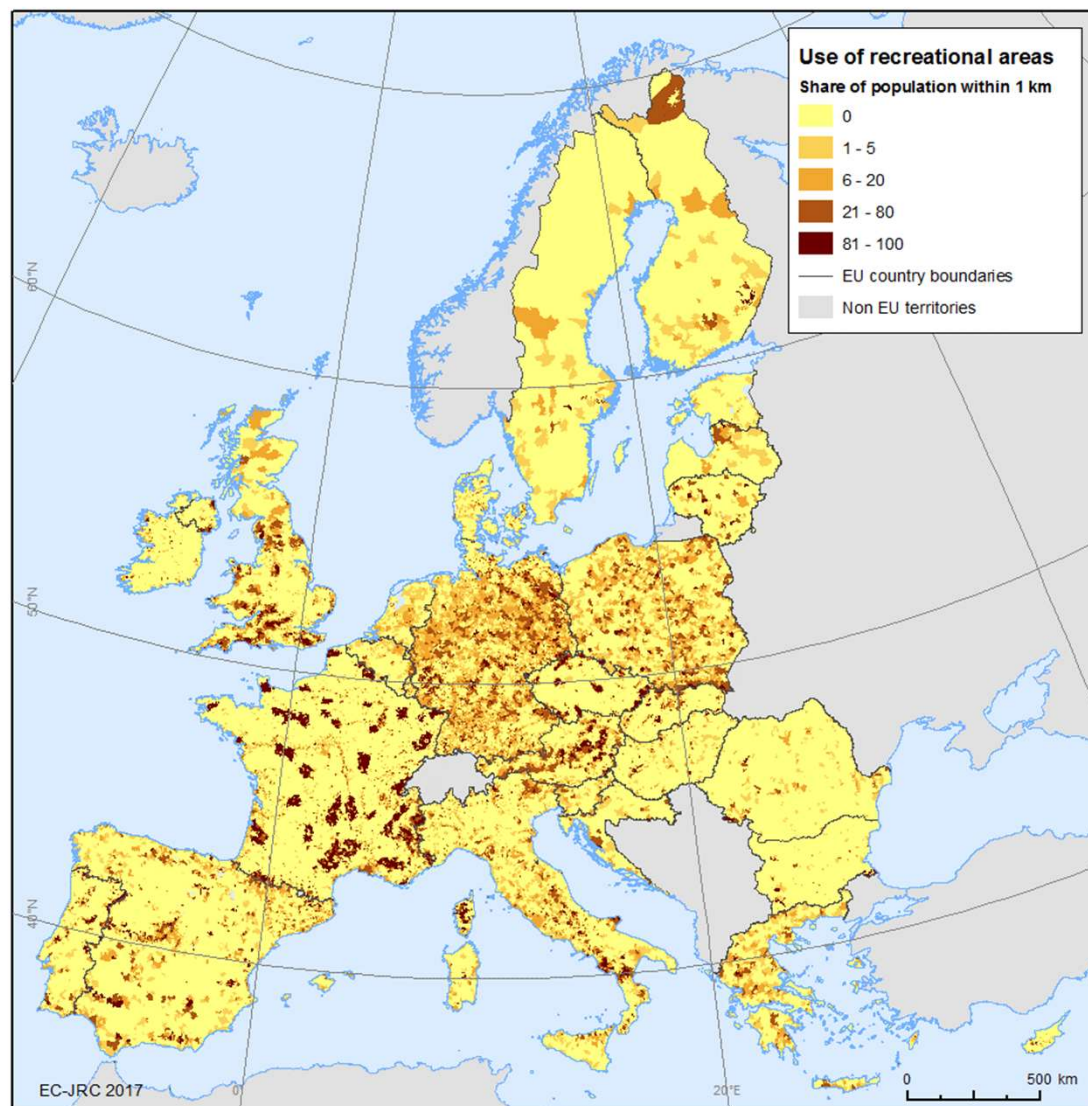 Use of recreational areas
Share of population within 1 km
0
1 - 5
6 - 20
21 - 80
81 - 100
EU country boundaries
Non EU territories
60°N
50°N
40°N
EC-JRC 2017
0°
20°E
0 500 km